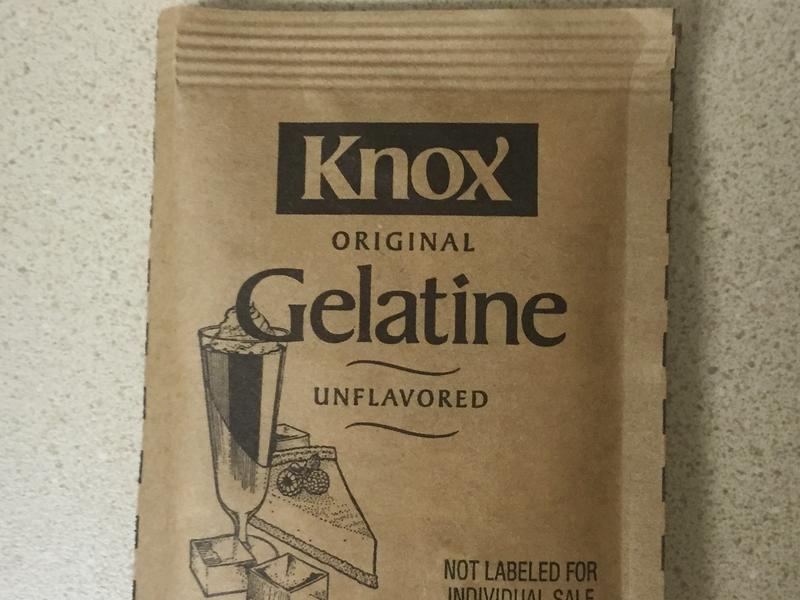 Knox
ORIGINAL
Gelatine
UNFLAVORED
NOT LABELED FOR
INDIVIDUAL SALE